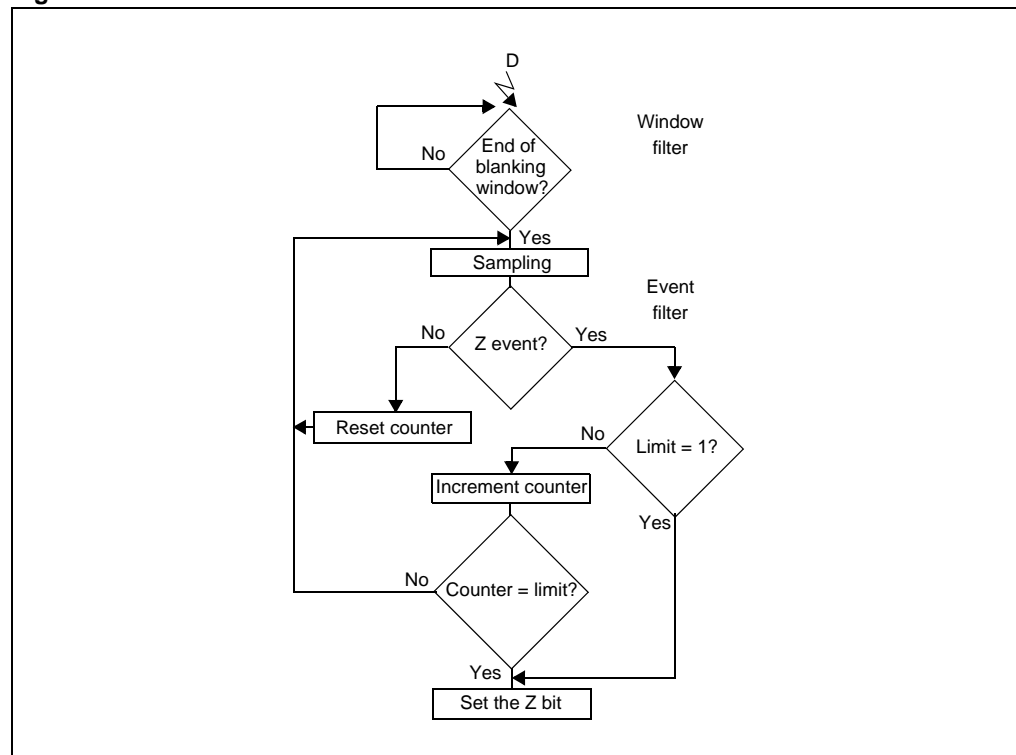 D
Window
filter
End of
blanking
window?
No
Yes
Sampling
Event
filter
No
Z event?
Yes
Reset counter
No
Limit = 1?
Increment counter
Yes
No
Counter = limit?
Yes
Set the Z bit